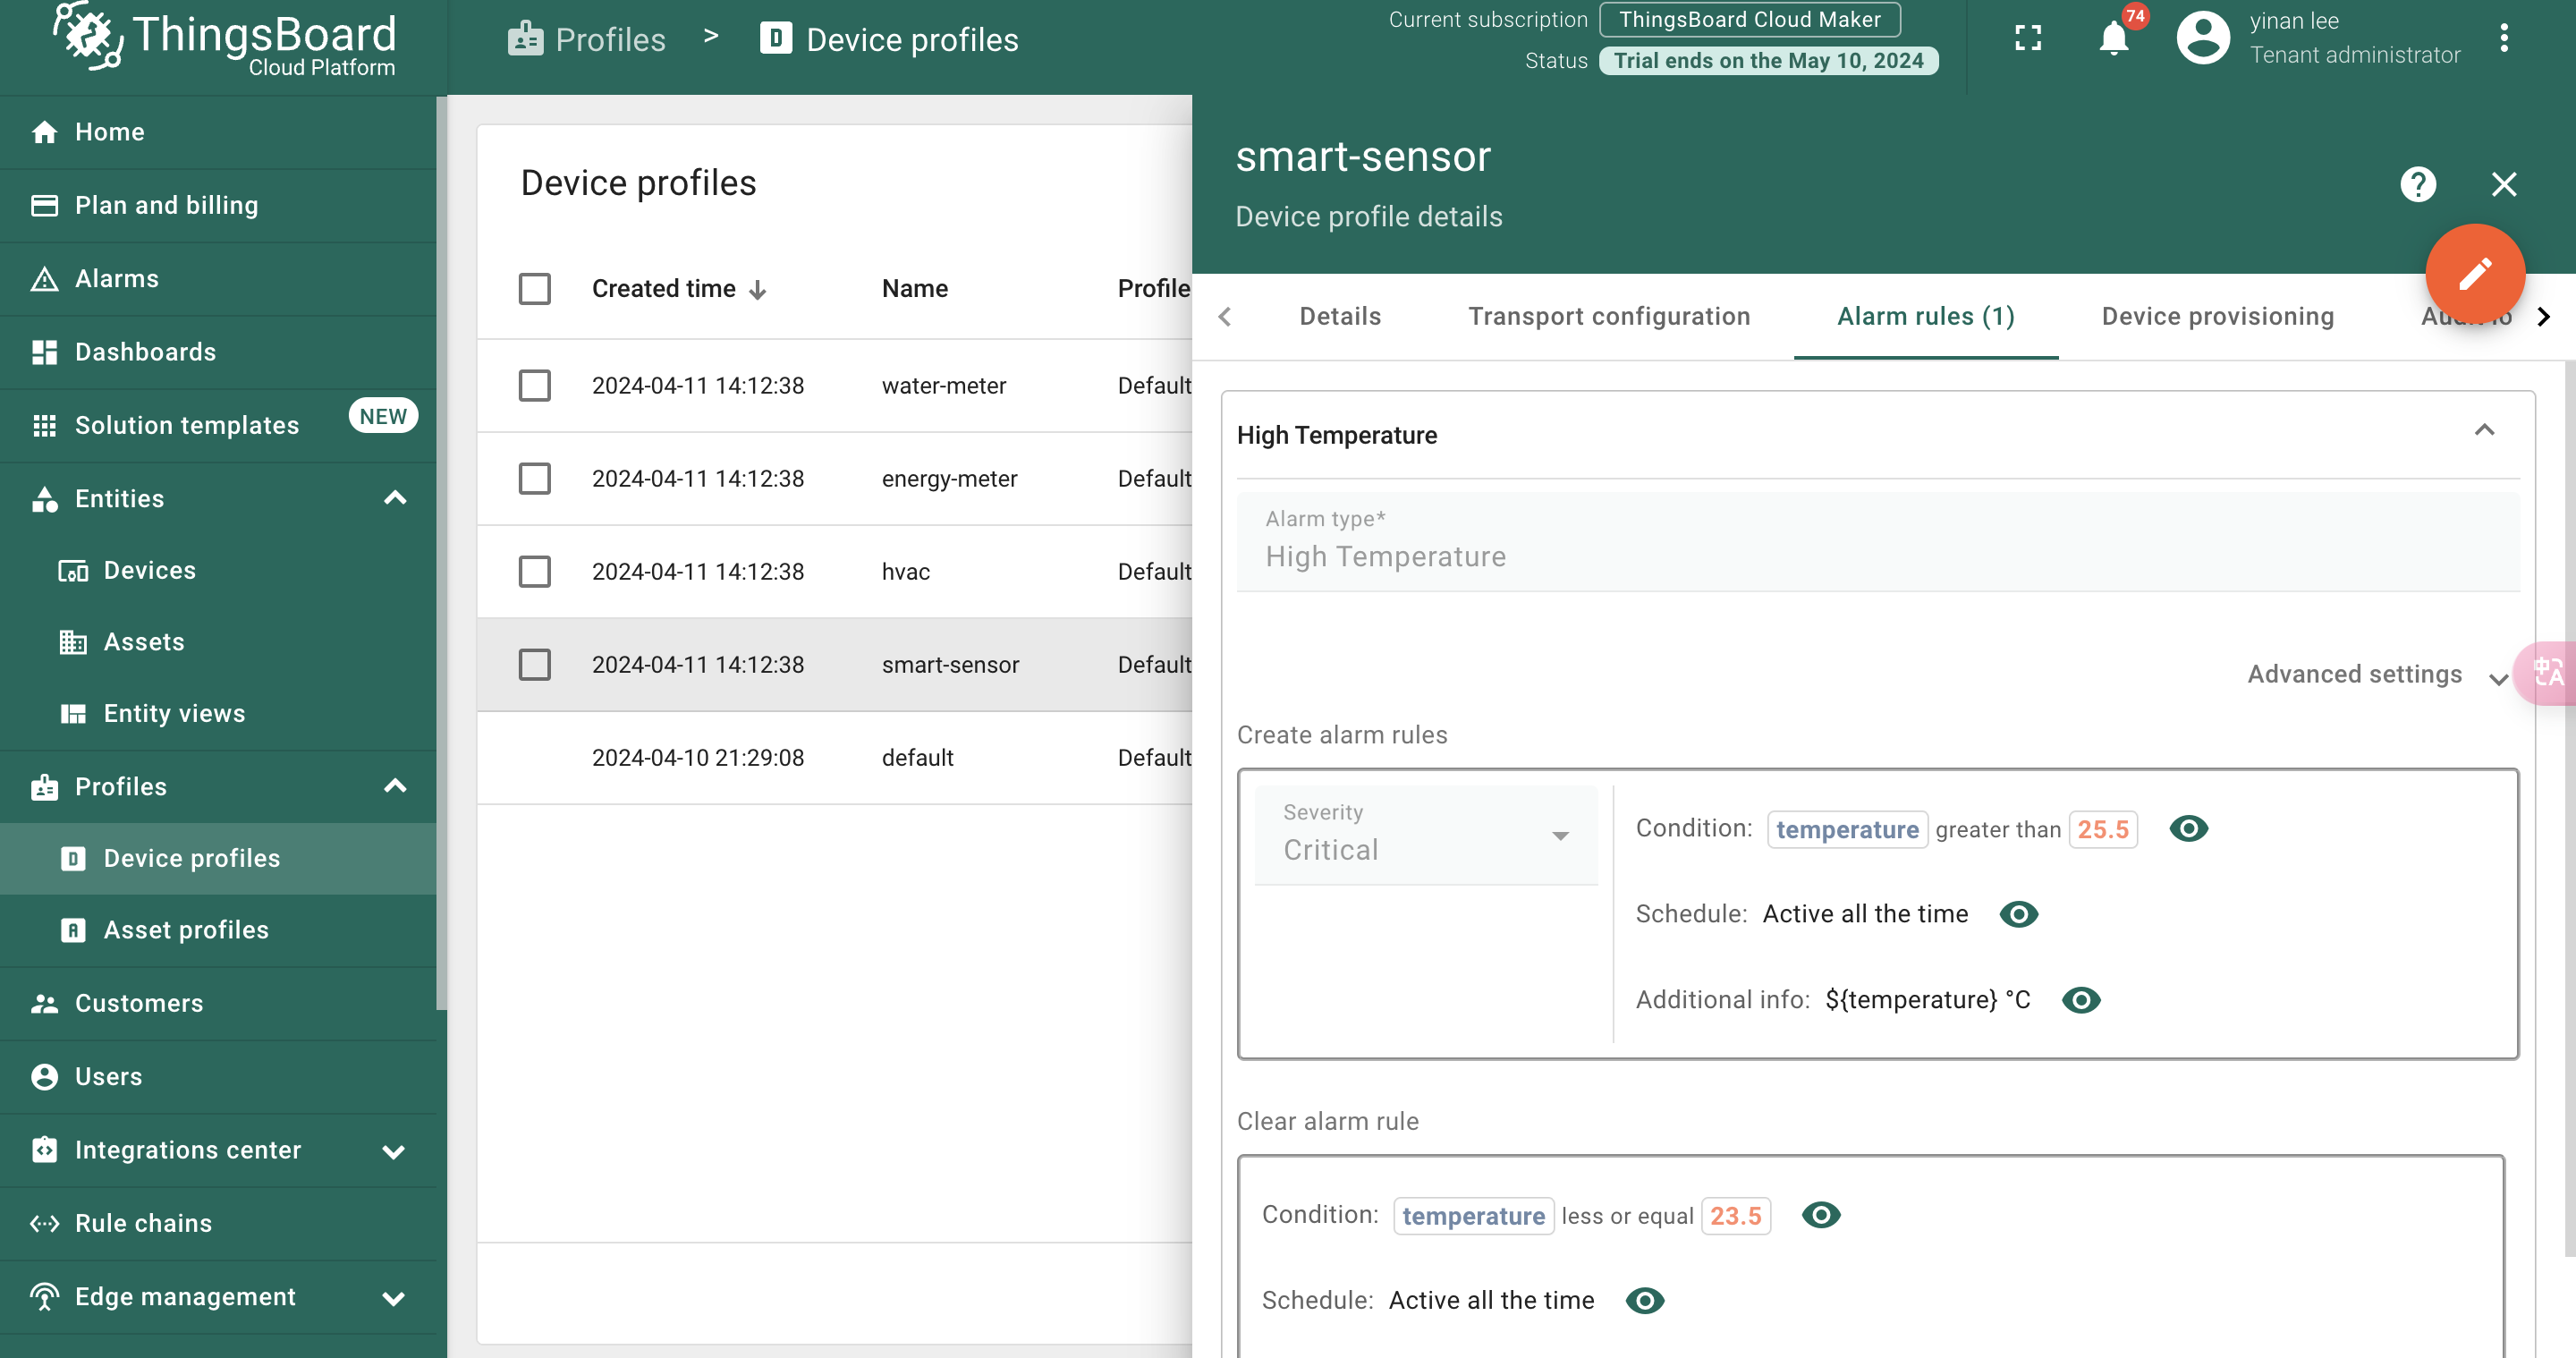 ThingsBoard
Cloud Platform
Profiles > Device profiles
Current subscription ThingsBoard Cloud Maker
Status Trial ends on the May 10, 2024
74
yinan lee
Tenant administrator
Home
Plan and billing
Alarms
Dashboards
Solution templates NEW
Entities
Devices
Assets
Entity views
Profiles
Device profiles
Asset profiles
Customers
Users
Integrations center
Rule chains
Edge management
Device profiles
Created time Name Profile
2024-04-11 14:12:38 water-meter Default
2024-04-11 14:12:38 energy-meter Default
2024-04-11 14:12:38 hvac Default
2024-04-11 14:12:38 smart-sensor Default
2024-04-10 21:29:08 default Default
smart-sensor
Device profile details
Details Transport configuration Alarm rules (1) Device provisioning
High Temperature
Alarm type*
High Temperature
Advanced settings
Create alarm rules
Severity
Critical
Condition: temperature greater than 25.5
Schedule: Active all the time
Additional info: ${temperature} °C
Clear alarm rule
Condition: temperature less or equal 23.5
Schedule: Active all the time